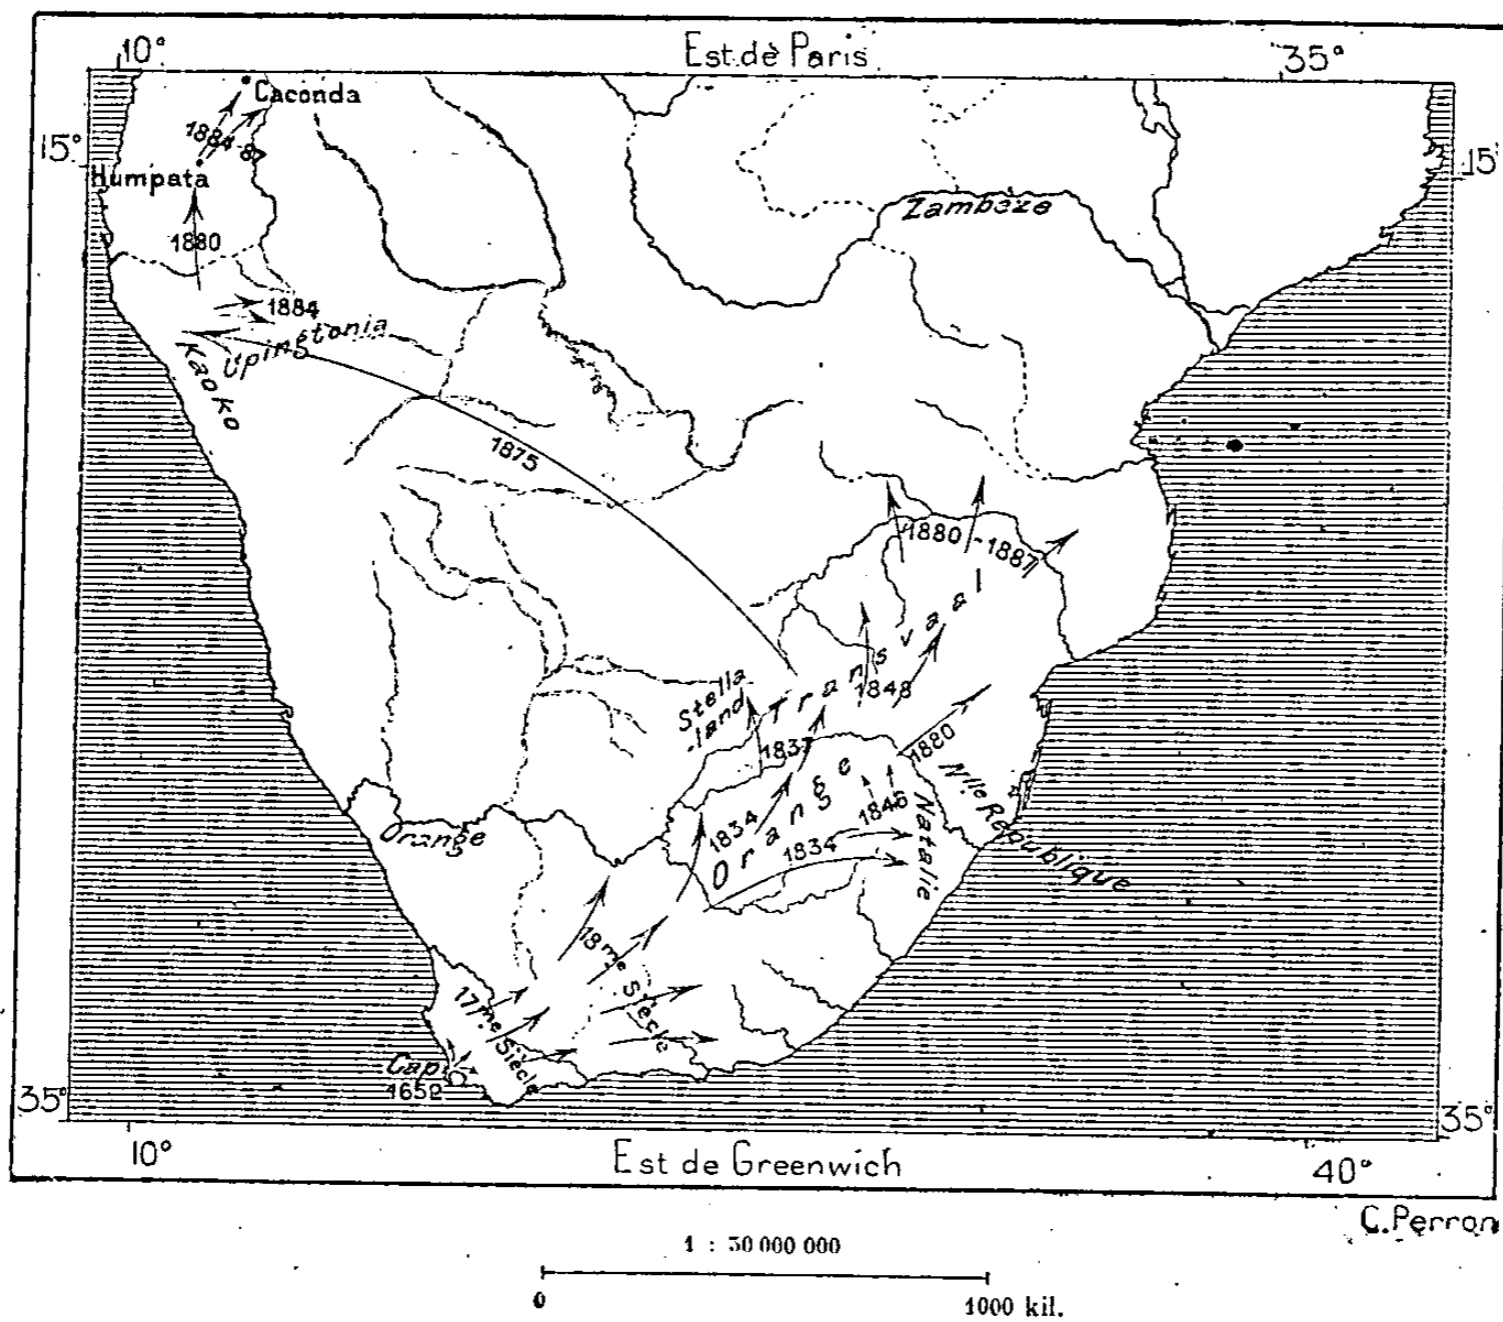 10°
Est de Paris
35°
Caconda
15°
1884-87
15°
Humpata
Zambèze
1880
1884
Upingtonia
Kaoko
1875
1880-1887
Transvaal
Stella
-land
1848
1837
1880
Nlle République
Orange
1846
Natalie
1834
1834
Orange
18me Siècle
17me Siècle
Cap
1652
35°
35°
10°
Est de Greenwich
40°
C.Perron
1 : 30 000 000
0
1000 kil.